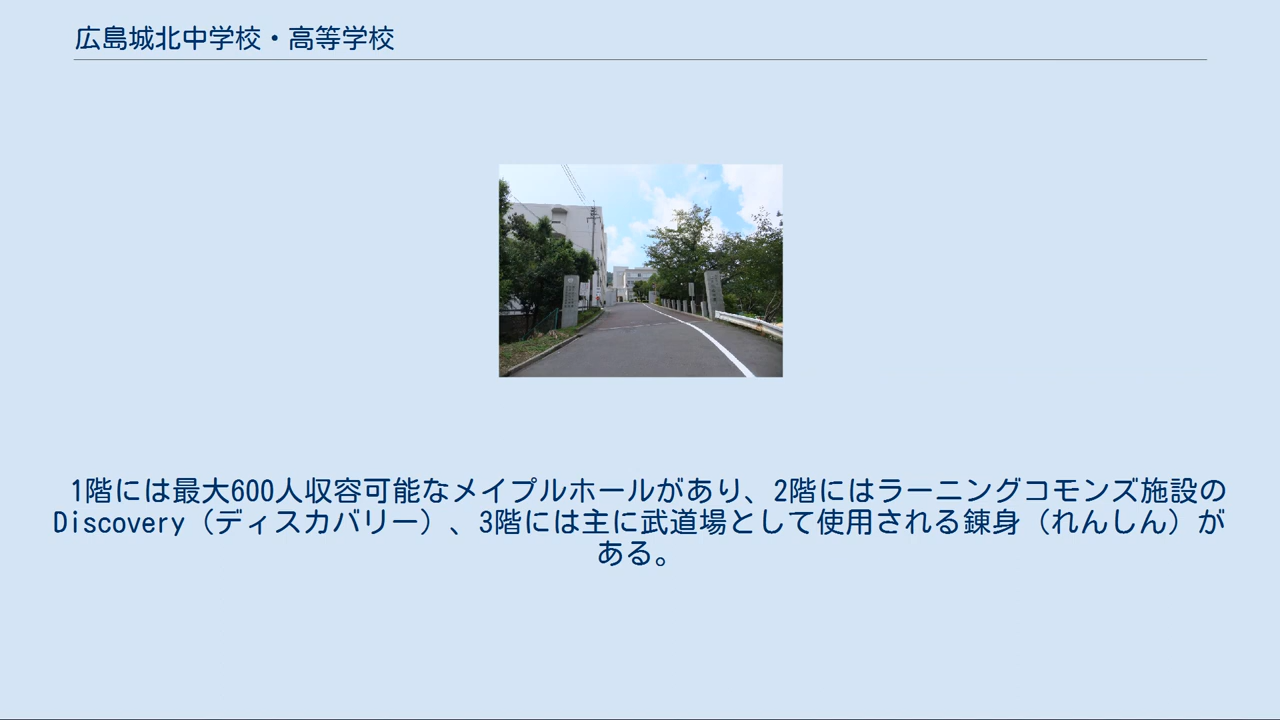 広島城北中学校・高等学校
1階には最大600人収容可能なメイプルホールがあり、2階にはラーニングコモンズ施設の
Discovery（ディスカバリー）、3階には主に武道場として使用される錬身（れんしん）が
ある。